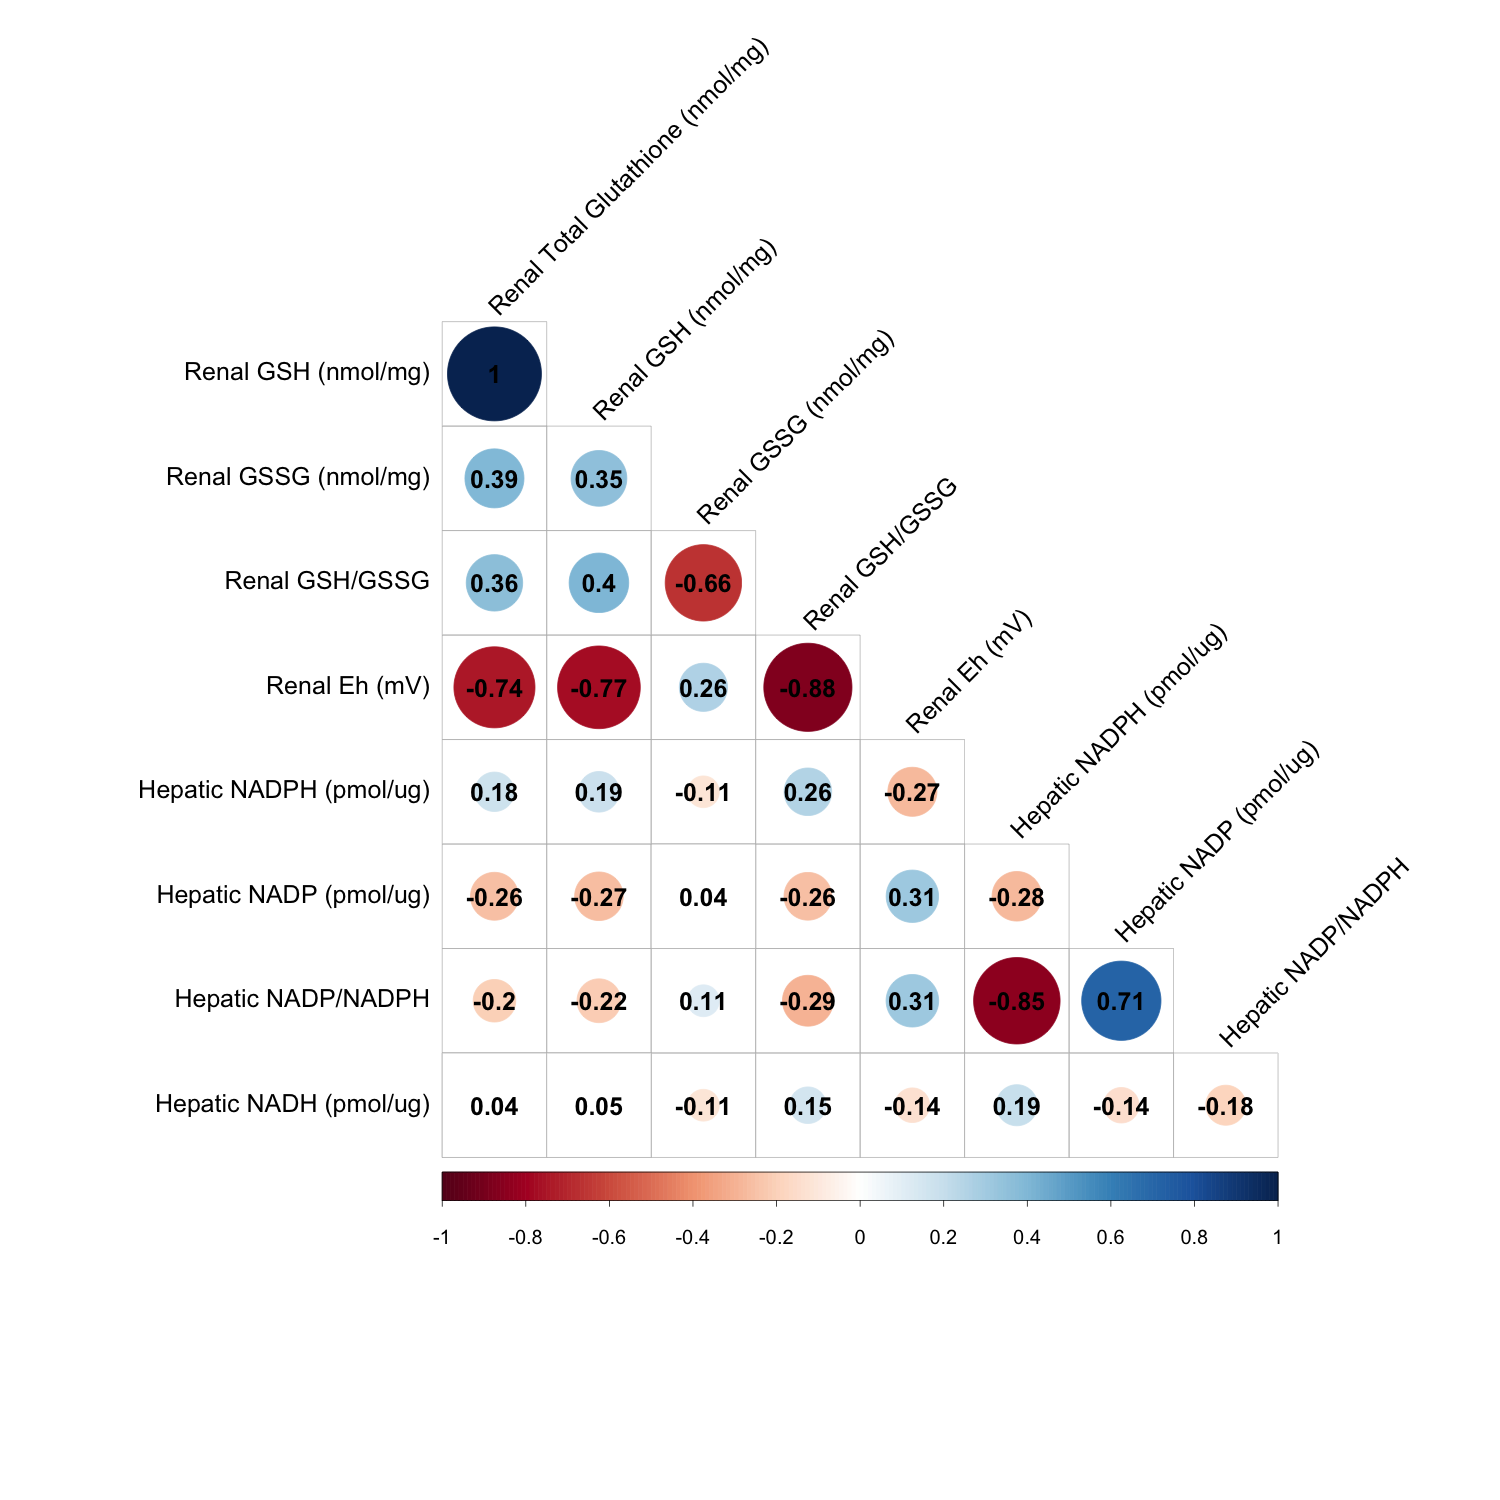 Renal Total Glutathione (nmol/mg)
Renal GSH (nmol/mg)
Renal GSSG (nmol/mg)
Renal GSH/GSSG
Renal Eh (mV)
Hepatic NADPH (pmol/ug)
Hepatic NADP (pmol/ug)
Hepatic NADP/NADPH
Renal GSH (nmol/mg) 1
Renal GSSG (nmol/mg) 0.39 0.35
Renal GSH/GSSG 0.36 0.4 -0.66
Renal Eh (mV) -0.74 -0.77 0.26 -0.88
Hepatic NADPH (pmol/ug) 0.18 0.19 -0.11 0.26 -0.27
Hepatic NADP (pmol/ug) -0.26 -0.27 0.04 -0.26 0.31 -0.28
Hepatic NADP/NADPH -0.2 -0.22 0.11 -0.29 0.31 -0.85 0.71
Hepatic NADH (pmol/ug) 0.04 0.05 -0.11 0.15 -0.14 0.19 -0.14 -0.18
-1 -0.8 -0.6 -0.4 -0.2 0 0.2 0.4 0.6 0.8 1